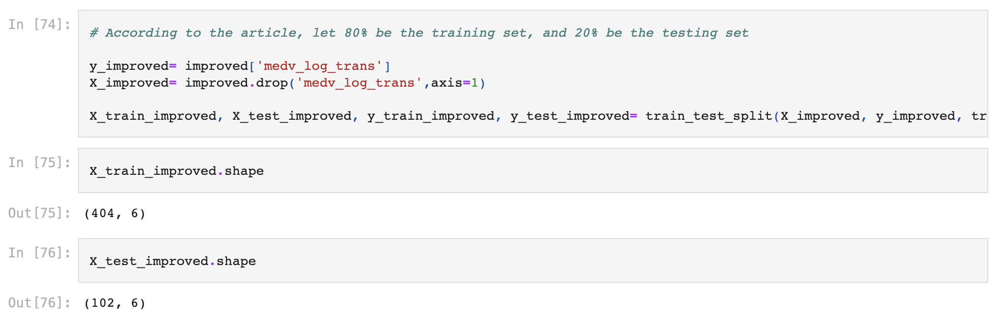 In [74]:
# According to the article, let 80% be the training set, and 20% be the testing set
y_improved= improved['medv_log_trans']
X_improved= improved.drop('medv_log_trans',axis=1)
X_train_improved, X_test_improved, y_train_improved, y_test_improved= train_test_split(X_improved, y_improved, tr
In [75]:
X_train_improved.shape
Out[75]: (404, 6)
In [76]:
X_test_improved.shape
Out[76]: (102, 6)